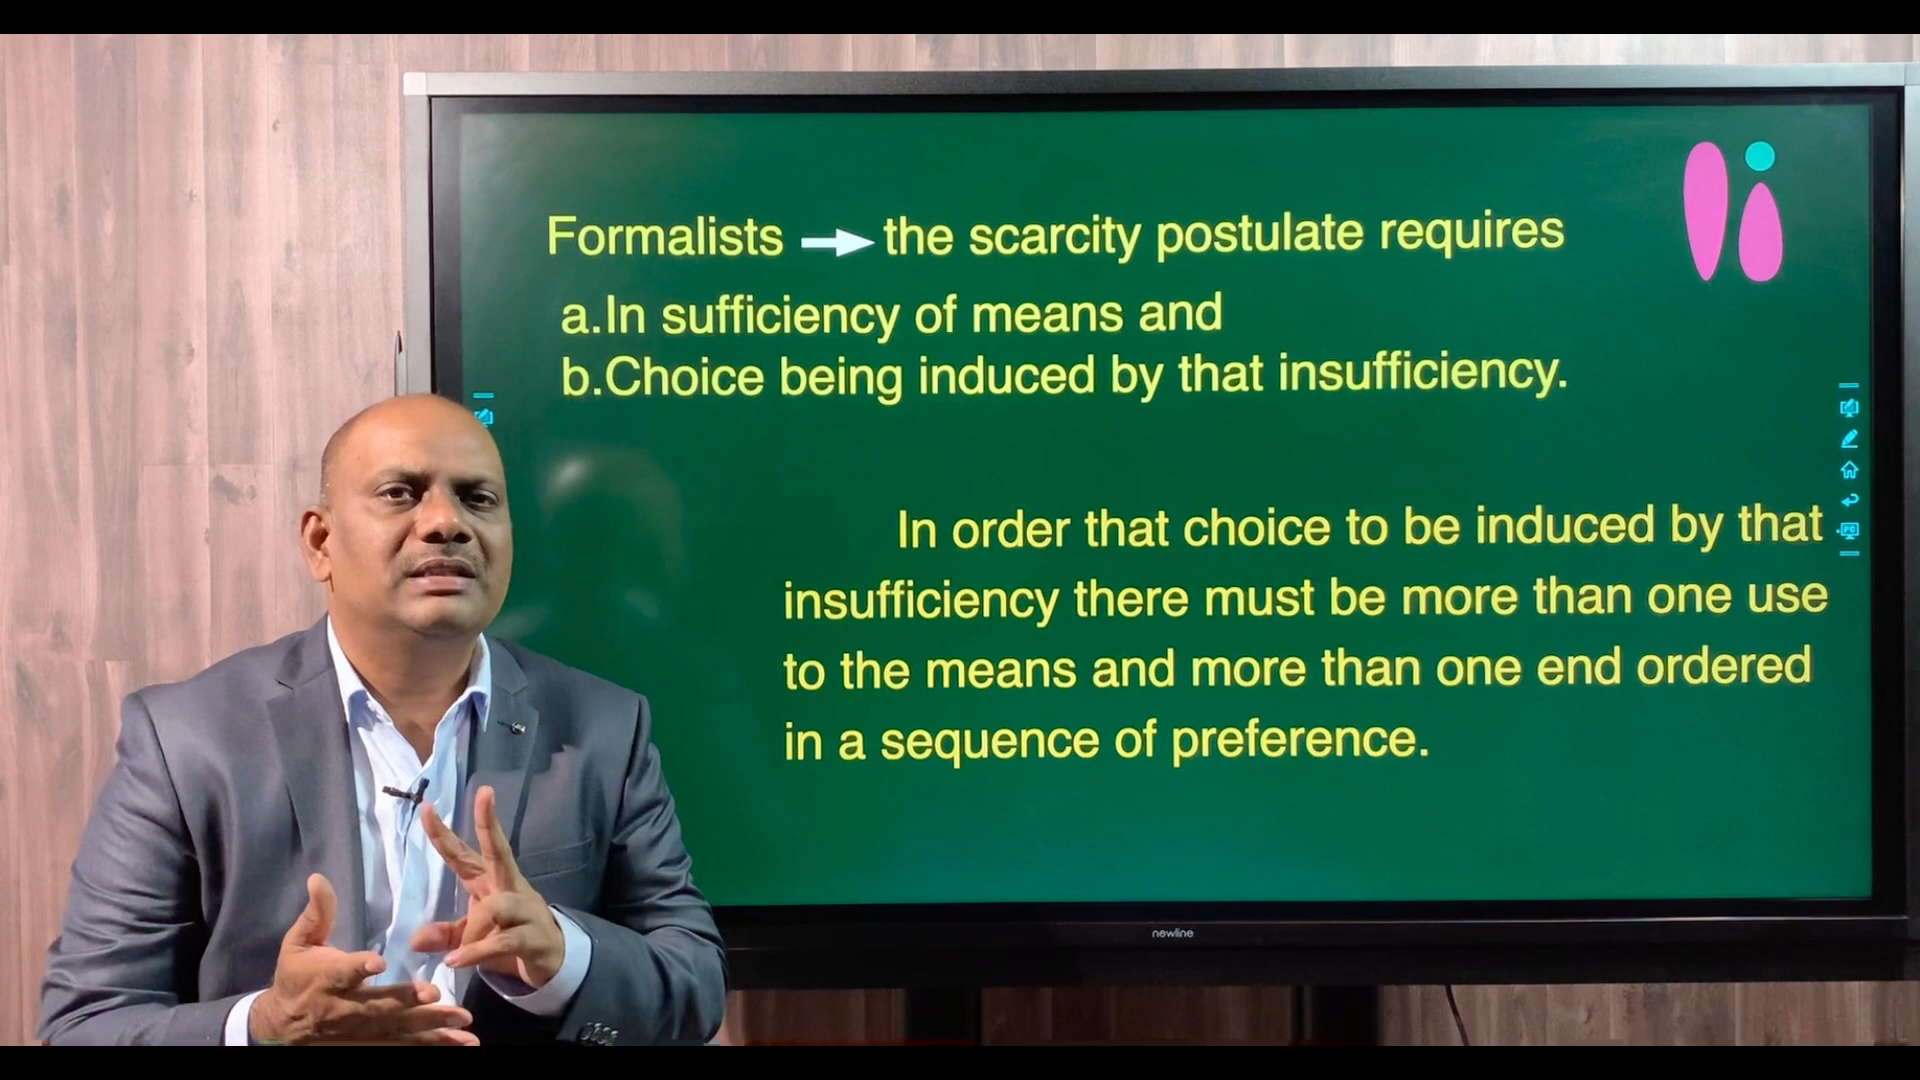 Formalists → the scarcity postulate requires
a.In sufficiency of means and
b.Choice being induced by that insufficiency.
In order that choice to be induced by that
insufficiency there must be more than one use
to the means and more than one end ordered
in a sequence of preference.
newline